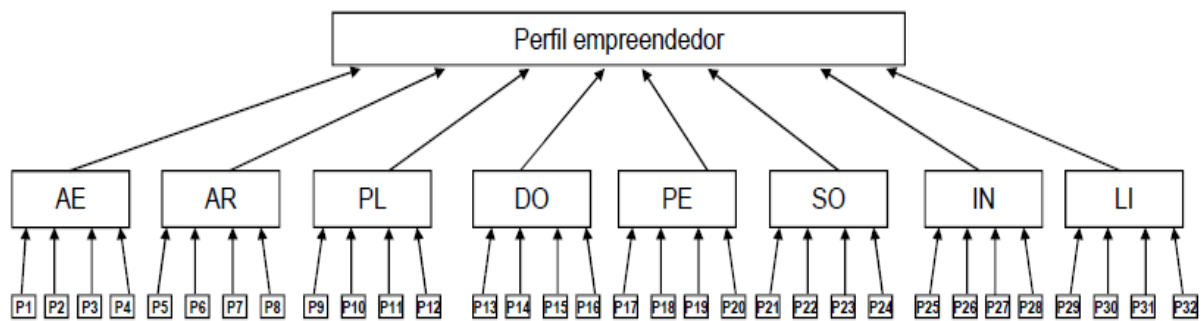 Perfil empreendedor
AE AR PL DO PE SO IN LI
P1 P2 P3 P4 P5 P6 P7 P8 P9 P10 P11 P12 P13 P14 P15 P16 P17 P18 P19 P20 P21 P22 P23 P24 P25 P26 P27 P28 P29 P30 P31 P32